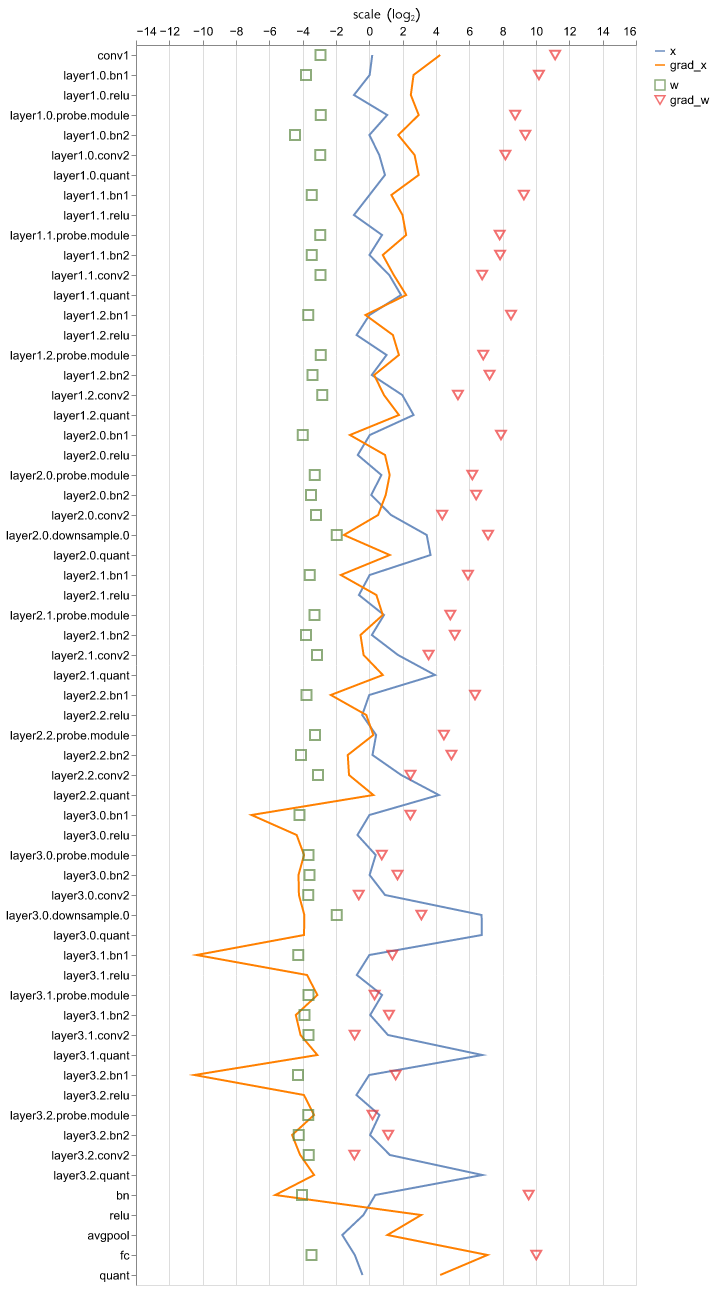 scale (log₂)
−14 −12 −10 −8 −6 −4 −2 0 2 4 6 8 10 12 14 16
x
grad_x
w
grad_w
conv1
layer1.0.bn1
layer1.0.relu
layer1.0.probe.module
layer1.0.bn2
layer1.0.conv2
layer1.0.quant
layer1.1.bn1
layer1.1.relu
layer1.1.probe.module
layer1.1.bn2
layer1.1.conv2
layer1.1.quant
layer1.2.bn1
layer1.2.relu
layer1.2.probe.module
layer1.2.bn2
layer1.2.conv2
layer1.2.quant
layer2.0.bn1
layer2.0.relu
layer2.0.probe.module
layer2.0.bn2
layer2.0.conv2
layer2.0.downsample.0
layer2.0.quant
layer2.1.bn1
layer2.1.relu
layer2.1.probe.module
layer2.1.bn2
layer2.1.conv2
layer2.1.quant
layer2.2.bn1
layer2.2.relu
layer2.2.probe.module
layer2.2.bn2
layer2.2.conv2
layer2.2.quant
layer3.0.bn1
layer3.0.relu
layer3.0.probe.module
layer3.0.bn2
layer3.0.conv2
layer3.0.downsample.0
layer3.0.quant
layer3.1.bn1
layer3.1.relu
layer3.1.probe.module
layer3.1.bn2
layer3.1.conv2
layer3.1.quant
layer3.2.bn1
layer3.2.relu
layer3.2.probe.module
layer3.2.bn2
layer3.2.conv2
layer3.2.quant
bn
relu
avgpool
fc
quant